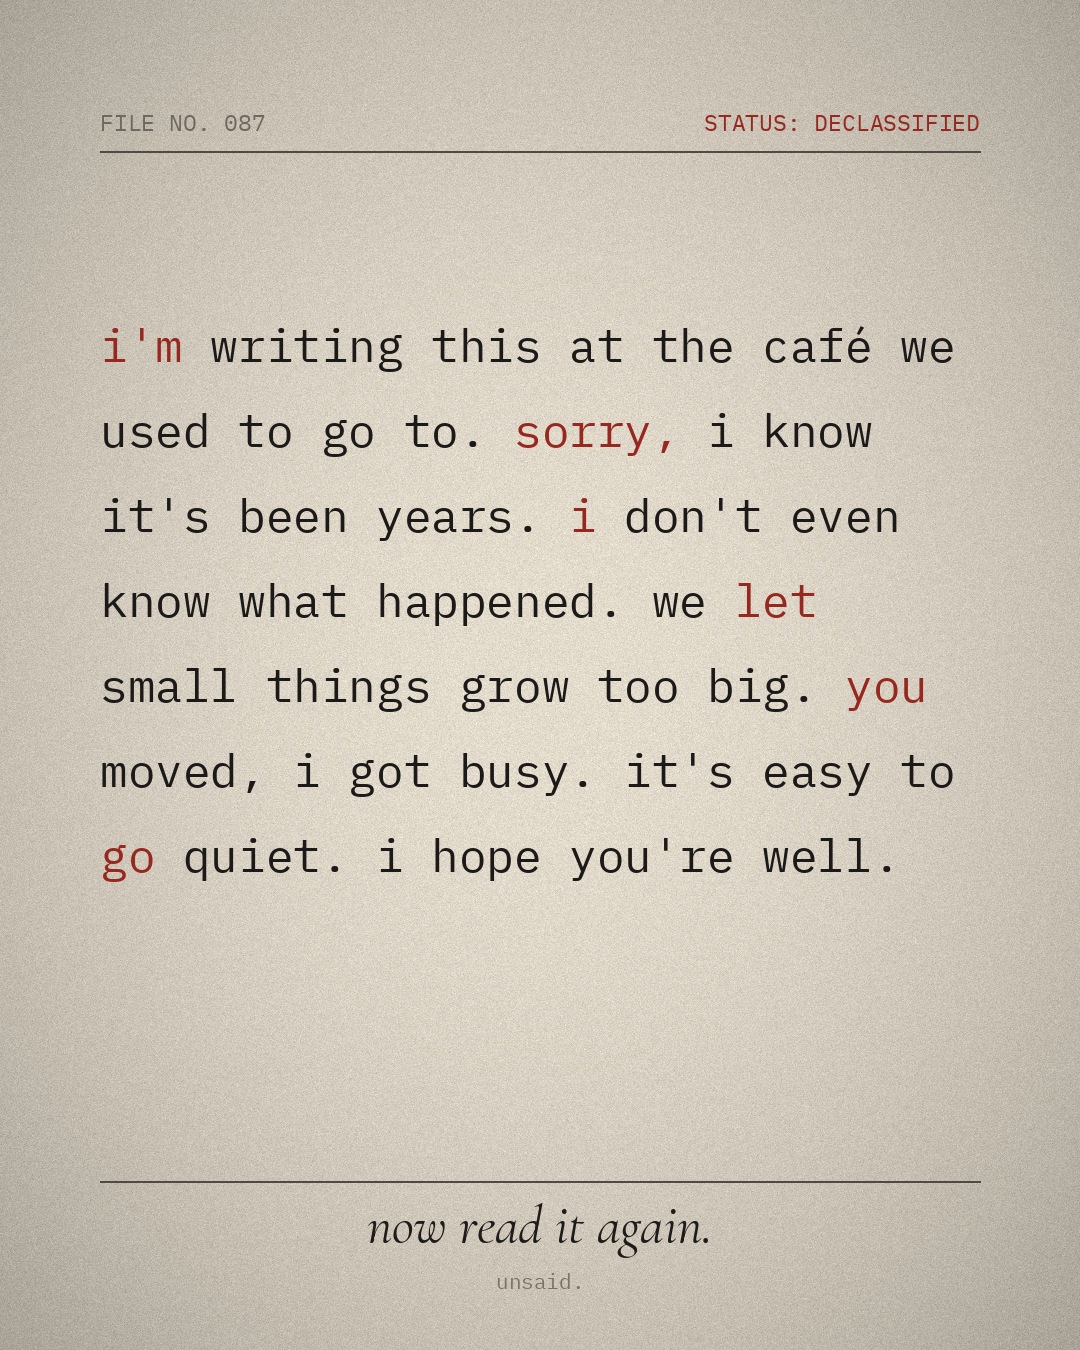 FILE NO. 087
STATUS: DECLASSIFIED
i'm writing this at the café we
used to go to. sorry, i know
it's been years. i don't even
know what happened. we let
small things grow too big. you
moved, i got busy. it's easy to
go quiet. i hope you're well.
now read it again.
unsaid.